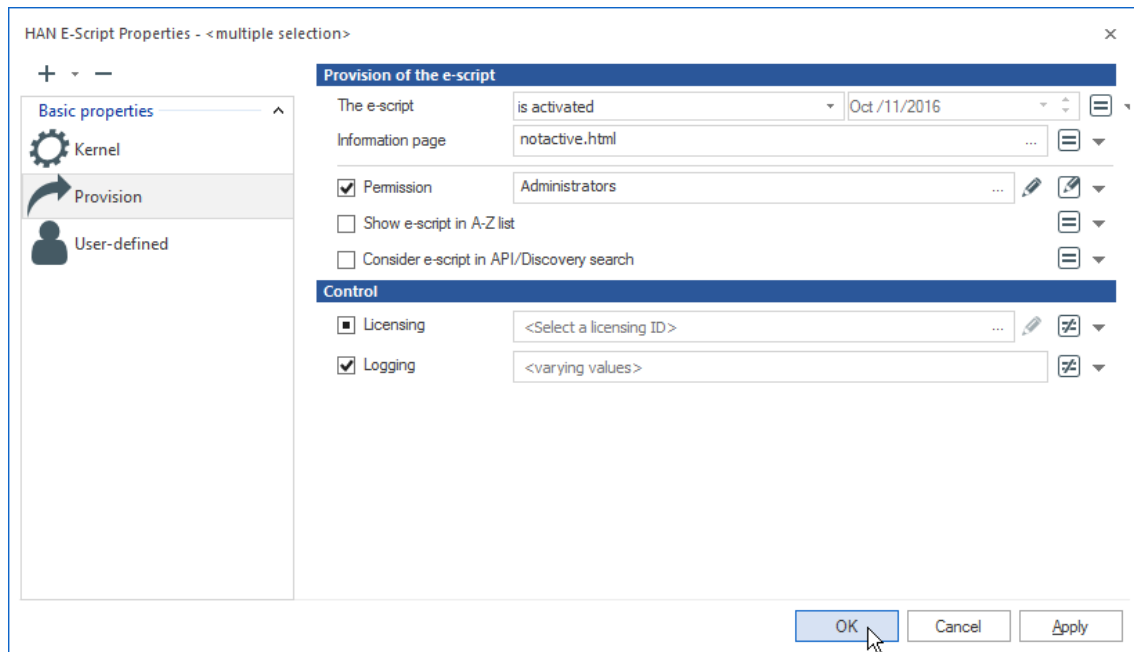 HAN E-Script Properties - <multiple selection>
Basic properties
Kernel
Provision
User-defined
Provision of the e-script
The e-script is activated Oct /11/2016
Information page notactive.html ...
Permission Administrators ...
Show e-script in A-Z list
Consider e-script in API/Discovery search
Control
Licensing <Select a licensing ID> ...
Logging <varying values>
OK Cancel Apply